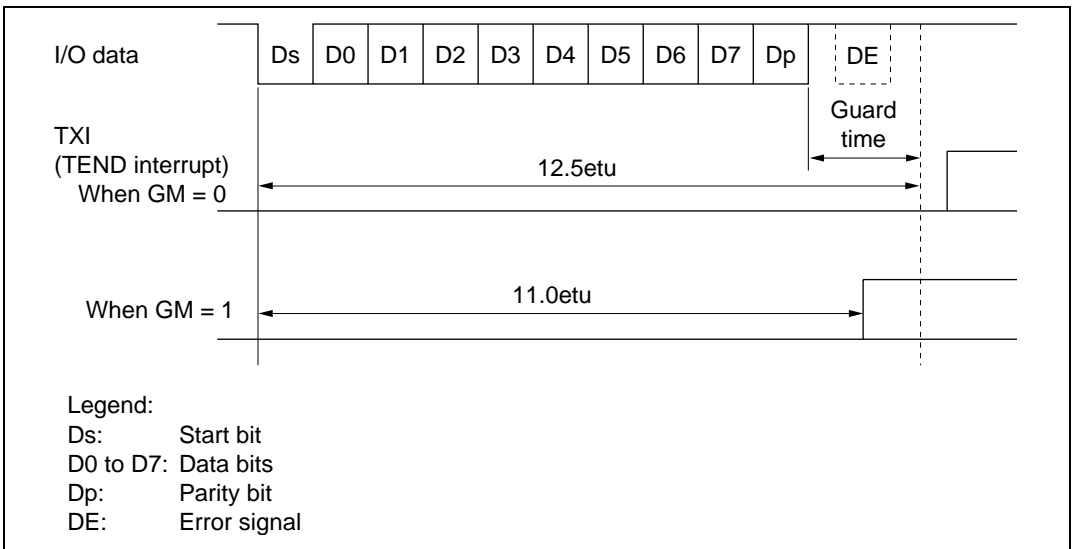 I/O data
Ds D0 D1 D2 D3 D4 D5 D6 D7 Dp DE
Guard
time
TXI
(TEND interrupt)
When GM = 0
12.5etu
When GM = 1
11.0etu
Legend:
Ds: Start bit
D0 to D7: Data bits
Dp: Parity bit
DE: Error signal